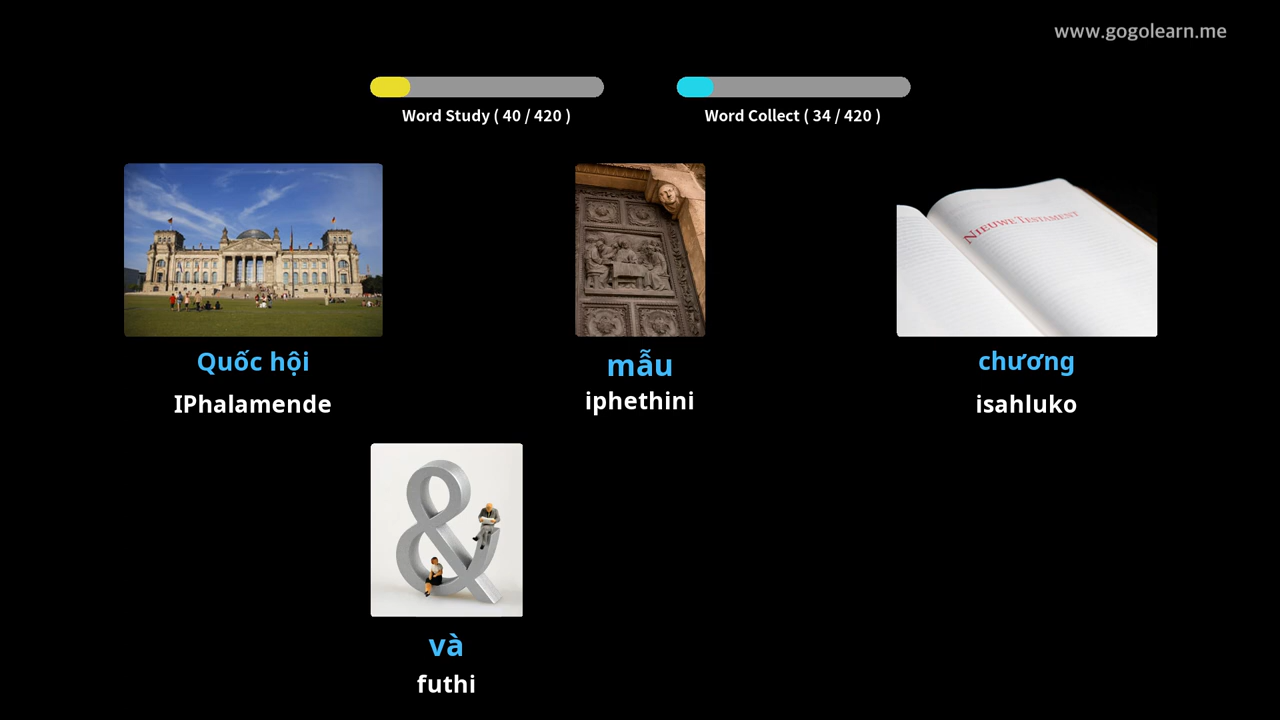 www.gogolearn.me
Word Study ( 40 / 420 )
Word Collect ( 34 / 420 )
NIEUWE TESTAMENT
Quốc hội
IPhalamende
mẫu
iphethini
chương
isahluko
&
và
futhi